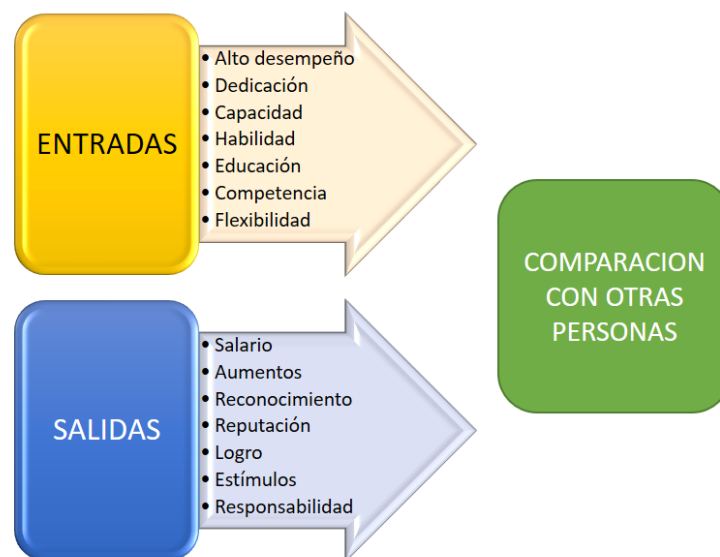 ENTRADAS
• Alto desempeño
• Dedicación
• Capacidad
• Habilidad
• Educación
• Competencia
• Flexibilidad
SALIDAS
• Salario
• Aumentos
• Reconocimiento
• Reputación
• Logro
• Estímulos
• Responsabilidad
COMPARACION
CON OTRAS
PERSONAS